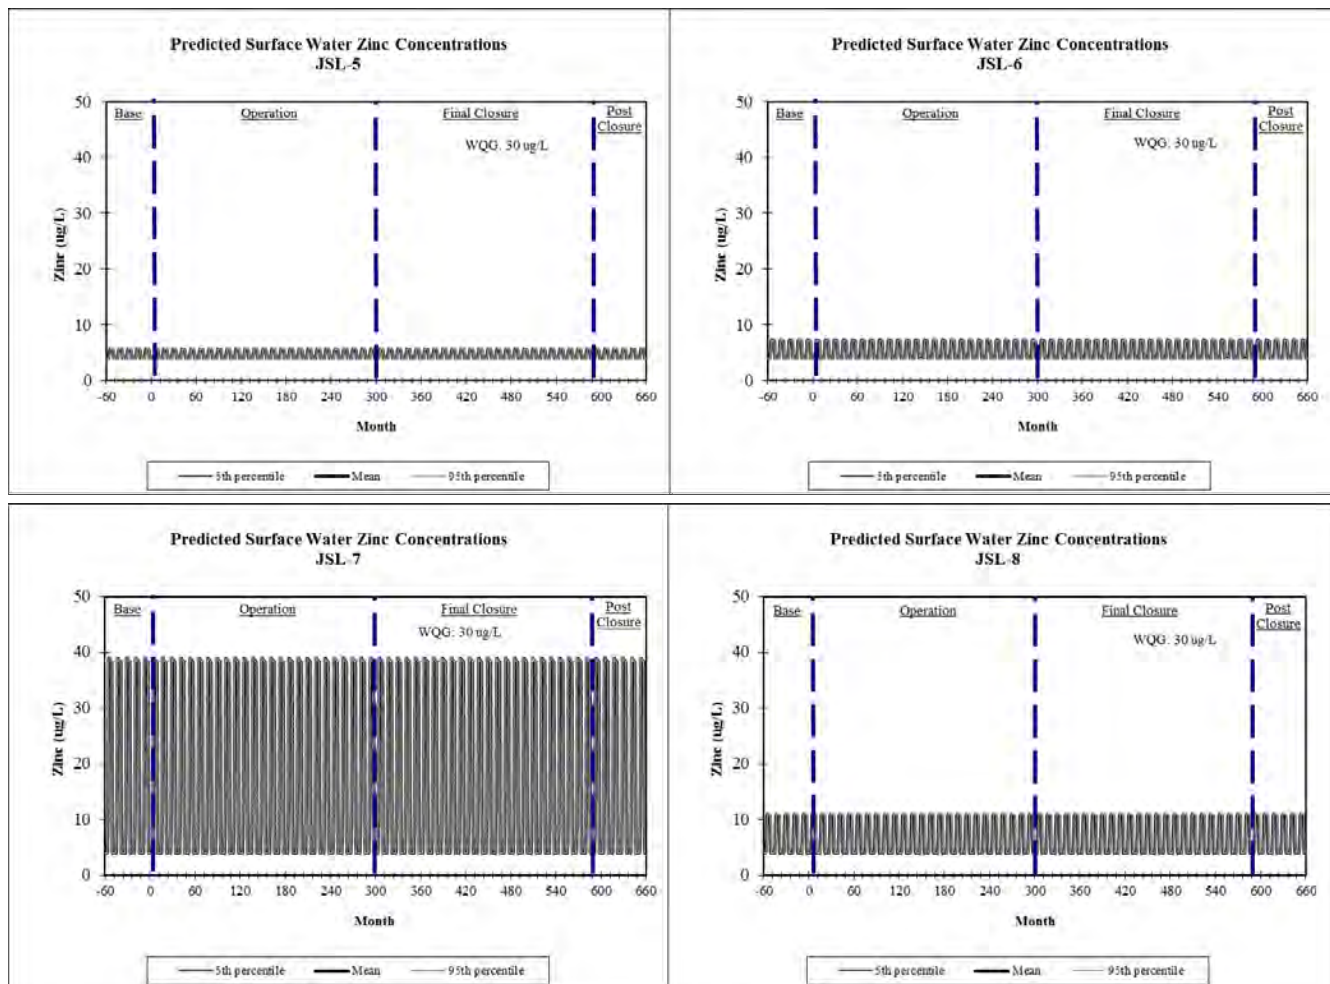 Predicted Surface Water Zinc Concentrations
JSL-5
50
40
30
20
10
0
Zinc (ug/L)
Base
Operation
Final Closure
Post
Closure
WQG: 30 ug/L
-60 0 60 120 180 240 300 360 420 480 540 600 660
Month
5th percentile Mean 95th percentile
Predicted Surface Water Zinc Concentrations
JSL-6
50
40
30
20
10
0
Zinc (ug/L)
Base
Operation
Final Closure
Post
Closure
WQG: 30 ug/L
-60 0 60 120 180 240 300 360 420 480 540 600 660
Month
5th percentile Mean 95th percentile
Predicted Surface Water Zinc Concentrations
JSL-7
50
40
30
20
10
0
Zinc (ug/L)
Base
Operation
Final Closure
Post
Closure
WQG: 30 ug/L
-60 0 60 120 180 240 300 360 420 480 540 600 660
Month
5th percentile Mean 95th percentile
Predicted Surface Water Zinc Concentrations
JSL-8
50
40
30
20
10
0
Zinc (ug/L)
Base
Operation
Final Closure
Post
Closure
WQG: 30 ug/L
-60 0 60 120 180 240 300 360 420 480 540 600 660
Month
5th percentile Mean 95th percentile